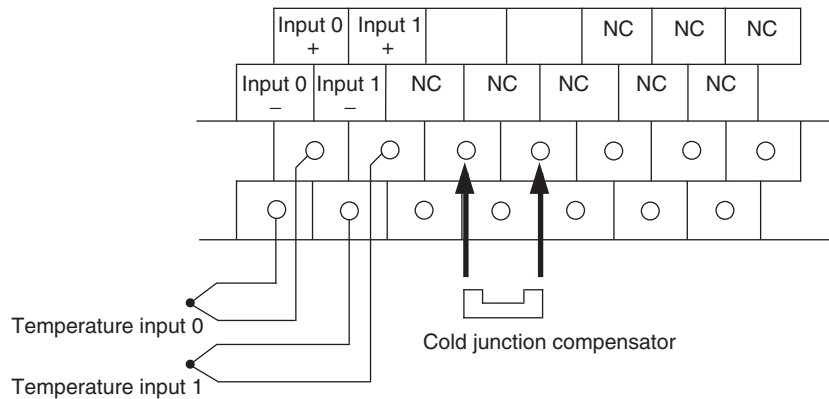 Input 0 Input 1 NC NC NC
+ +
Input 0 Input 1 NC NC NC NC NC
– –
Temperature input 0
Cold junction compensator
Temperature input 1